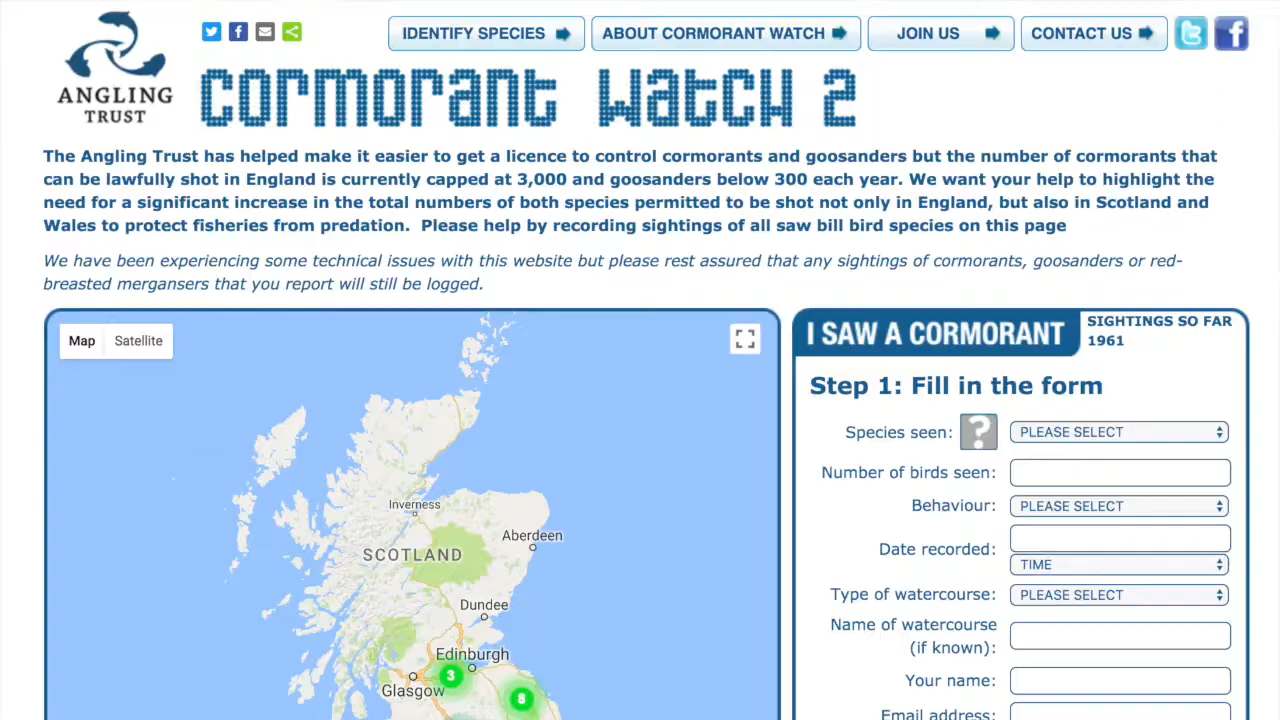 ANGLING
TRUST
IDENTIFY SPECIES
ABOUT CORMORANT WATCH
JOIN US
CONTACT US
cormorant watch 2
The Angling Trust has helped make it easier to get a licence to control cormorants and goosanders but the number of cormorants that
can be lawfully shot in England is currently capped at 3,000 and goosanders below 300 each year. We want your help to highlight the
need for a significant increase in the total numbers of both species permitted to be shot not only in England, but also in Scotland and
Wales to protect fisheries from predation.  Please help by recording sightings of all saw bill bird species on this page
We have been experiencing some technical issues with this website but please rest assured that any sightings of cormorants, goosanders or red-
breasted mergansers that you report will still be logged.
Map
Satellite
Inverness
Aberdeen
SCOTLAND
Dundee
Edinburgh
3
Glasgow
8
I SAW A CORMORANT
SIGHTINGS SO FAR
1961
Step 1: Fill in the form
Species seen: ? PLEASE SELECT
Number of birds seen:
Behaviour: PLEASE SELECT
Date recorded:
TIME
Type of watercourse: PLEASE SELECT
Name of watercourse
(if known):
Your name:
Email address: